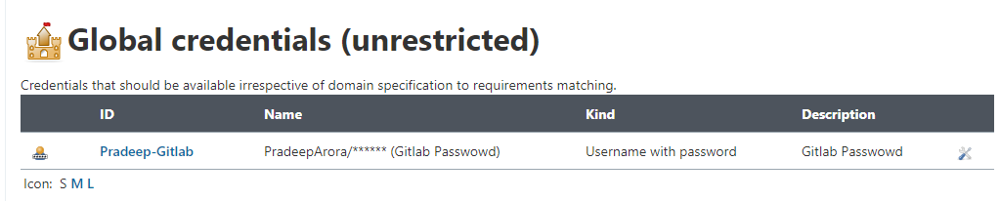 Global credentials (unrestricted)
Credentials that should be available irrespective of domain specification to requirements matching.
ID Name Kind Description
Pradeep-Gitlab PradeepArora/****** (Gitlab Passwowd) Username with password Gitlab Passwowd
Icon: S M L